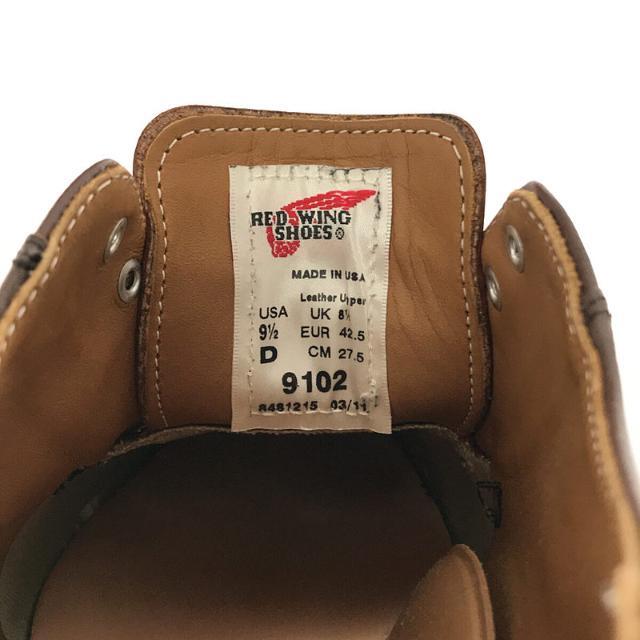 RED WING
SHOES®
MADE IN USA
Leather Upper
USA UK 8½
9½ EUR 42.5
D CM 27.5
9102
8481215 03/11